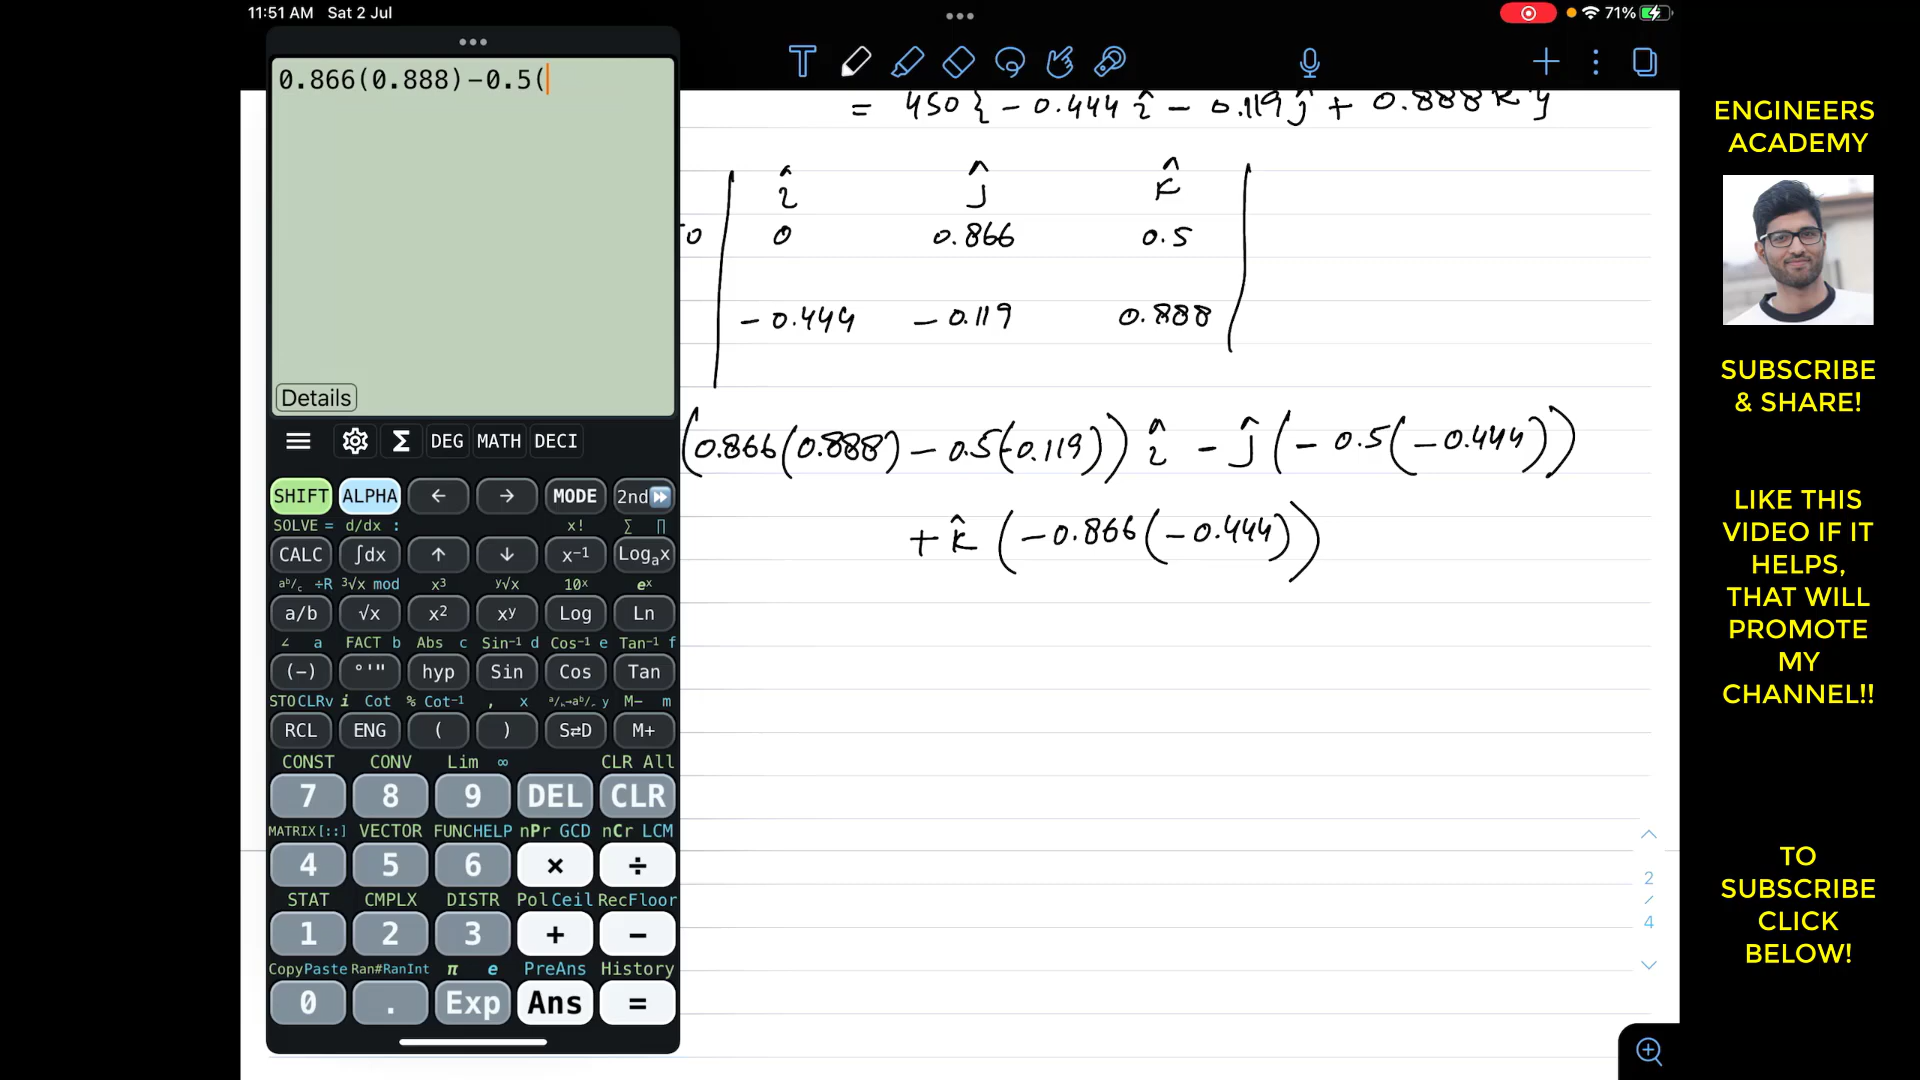 11:51 AM Sat 2 Jul
71%
0.866(0.888)-0.5(
Details
DEG MATH DECI
SHIFT ALPHA ← → MODE 2nd
SOLVE = d/dx : x! ∑ ∏
CALC ∫dx ↑ ↓ x⁻¹ Logₐx
aᵇ/c ÷R ³√x mod x³ ʸ√x 10ˣ eˣ
a/b √x x² xʸ Log Ln
∠ a FACT b Abs c Sin⁻¹ d Cos⁻¹ e Tan⁻¹ f
(−) °'" hyp Sin Cos Tan
STO CLRv i Cot % Cot⁻¹ , x y M− m
RCL ENG ( ) S⇄D M+
CONST CONV Lim ∞ CLR All
7 8 9 DEL CLR
MATRIX[::] VECTOR FUNC HELP nPr GCD nCr LCM
4 5 6 × ÷
STAT CMPLX DISTR Pol Ceil Rec Floor
1 2 3 + −
Copy Paste Ran# RanInt π e PreAns History
0 . Exp Ans =
= 450{ − 0.444 î − 0.119 ĵ + 0.888 k }
î ĵ k̂
0 0.866 0.5
− 0.444 − 0.119 0.888
(0.866(0.888) − 0.5(−0.119)) î − ĵ (− 0.5(−0.444))
+ k̂ (−0.866(−0.444))
2
4
ENGINEERS
ACADEMY
SUBSCRIBE
& SHARE!
LIKE THIS
VIDEO IF IT
HELPS,
THAT WILL
PROMOTE
MY
CHANNEL!!
TO
SUBSCRIBE
CLICK
BELOW!